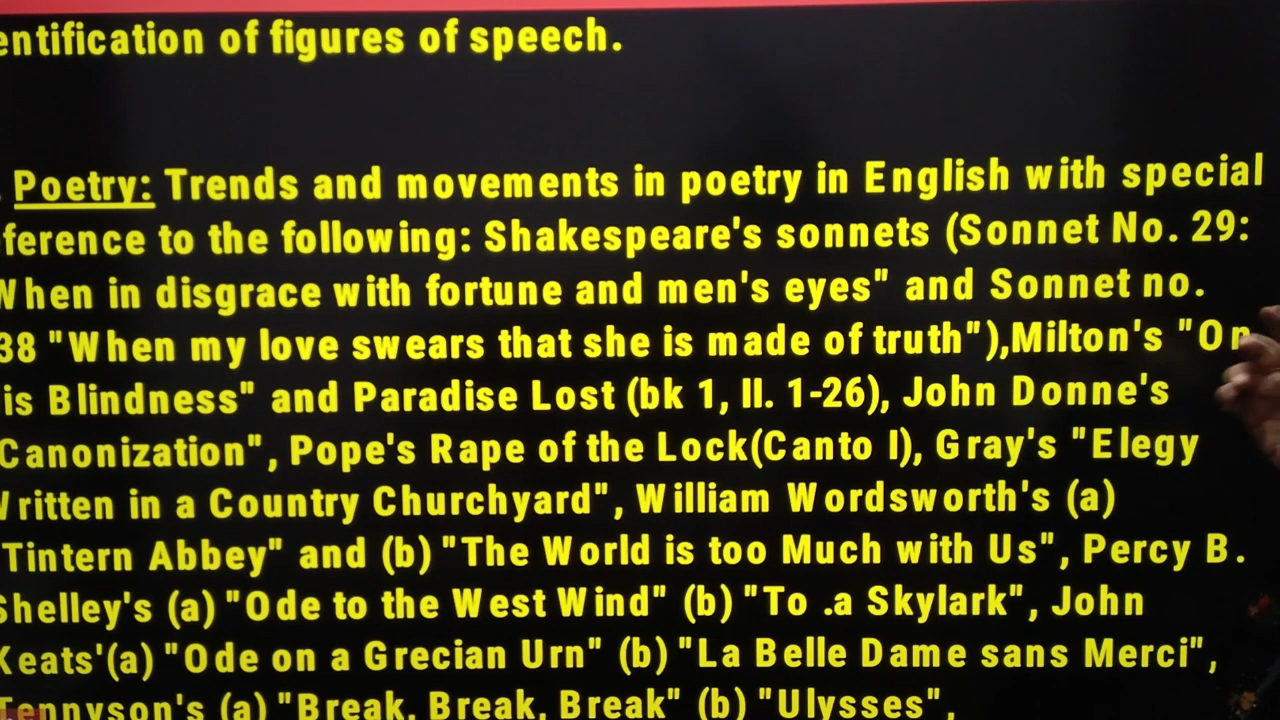 entification of figures of speech.
Poetry: Trends and movements in poetry in English with special
ference to the following: Shakespeare's sonnets (Sonnet No. 29:
When in disgrace with fortune and men's eyes" and Sonnet no.
38 "When my love swears that she is made of truth"),Milton's "On
is Blindness" and Paradise Lost (bk 1, II. 1-26), John Donne's
Canonization", Pope's Rape of the Lock(Canto I), Gray's "Elegy
Written in a Country Churchyard", William Wordsworth's (a)
Tintern Abbey" and (b) "The World is too Much with Us", Percy B.
Shelley's (a) "Ode to the West Wind" (b) "To .a Skylark", John
Keats'(a) "Ode on a Grecian Urn" (b) "La Belle Dame sans Merci",
Tennyson's (a) "Break, Break, Break" (b) "Ulysses",